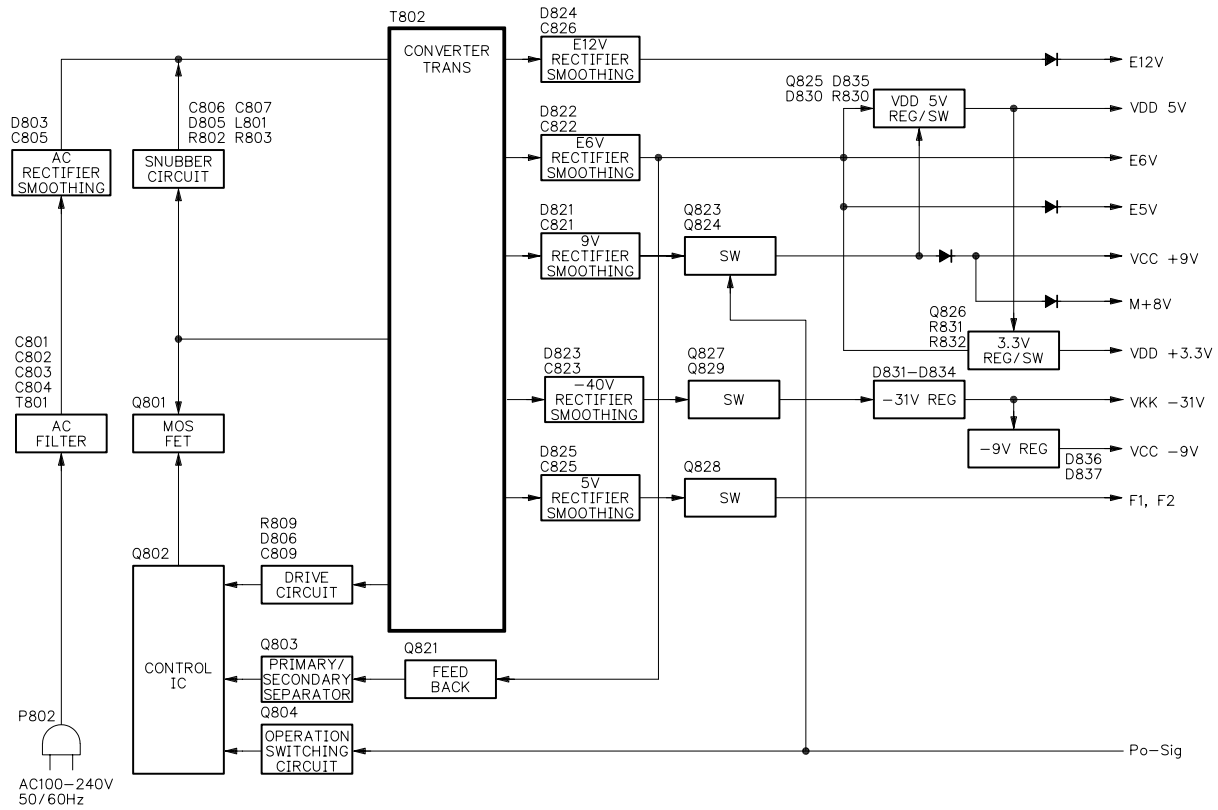 T802
CONVERTER
TRANS
D824
C826
E12V
RECTIFIER
SMOOTHING
E12V
Q825 D835
D830 R830
VDD 5V
REG/SW
VDD 5V
D803
C805
AC
RECTIFIER
SMOOTHING
C806 C807
D805 L801
R802 R803
SNUBBER
CIRCUIT
D822
C822
E6V
RECTIFIER
SMOOTHING
E6V
E5V
D821
C821
9V
RECTIFIER
SMOOTHING
Q823
Q824
SW
VCC +9V
M+8V
Q826
R831
R832
3.3V
REG/SW
VDD +3.3V
C801
C802
C803
C804
T801
AC
FILTER
Q801
MOS
FET
D823
C823
-40V
RECTIFIER
SMOOTHING
Q827
Q829
SW
D831-D834
-31V REG
VKK -31V
-9V REG
D836
D837
VCC -9V
D825
C825
5V
RECTIFIER
SMOOTHING
Q828
SW
F1, F2
Q802
CONTROL
IC
R809
D806
C809
DRIVE
CIRCUIT
Q803
PRIMARY/
SECONDARY
SEPARATOR
Q821
FEED
BACK
Q804
OPERATION
SWITCHING
CIRCUIT
Po-Sig
P802
AC100-240V
50/60Hz